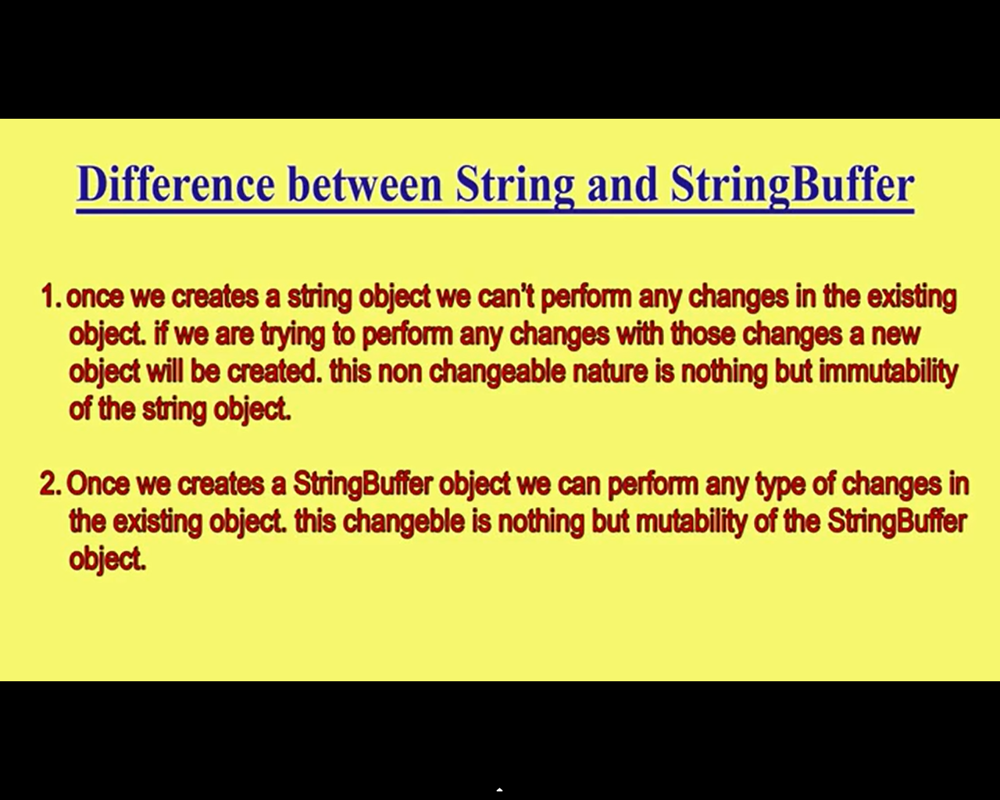 Difference between String and StringBuffer
1. once we creates a string object we can't perform any changes in the existing
object. if we are trying to perform any changes with those changes a new
object will be created. this non changeable nature is nothing but immutability
of the string object.
2. Once we creates a StringBuffer object we can perform any type of changes in
the existing object. this changeble is nothing but mutability of the StringBuffer
object.